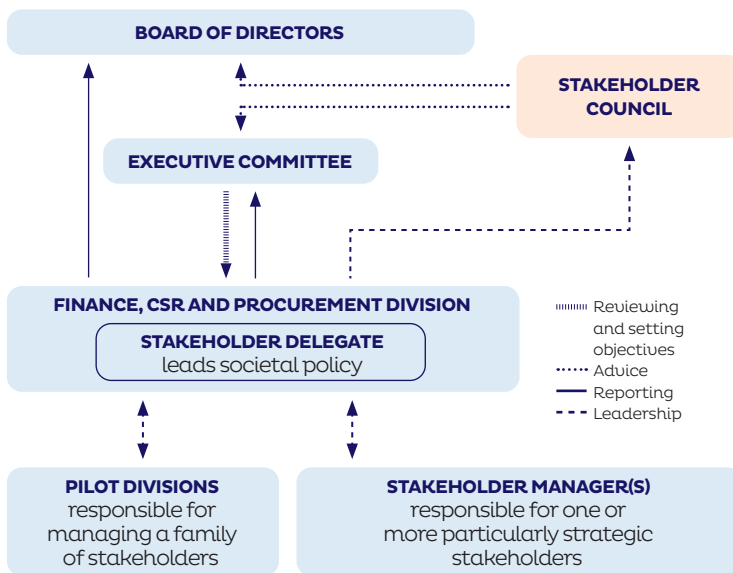 BOARD OF DIRECTORS
STAKEHOLDER
COUNCIL
EXECUTIVE COMMITTEE
FINANCE, CSR AND PROCUREMENT DIVISION
STAKEHOLDER DELEGATE
leads societal policy
Reviewing
and setting
objectives
Advice
Reporting
Leadership
PILOT DIVISIONS
responsible for
managing a family
of stakeholders
STAKEHOLDER MANAGER(S)
responsible for one or
more particularly strategic
stakeholders